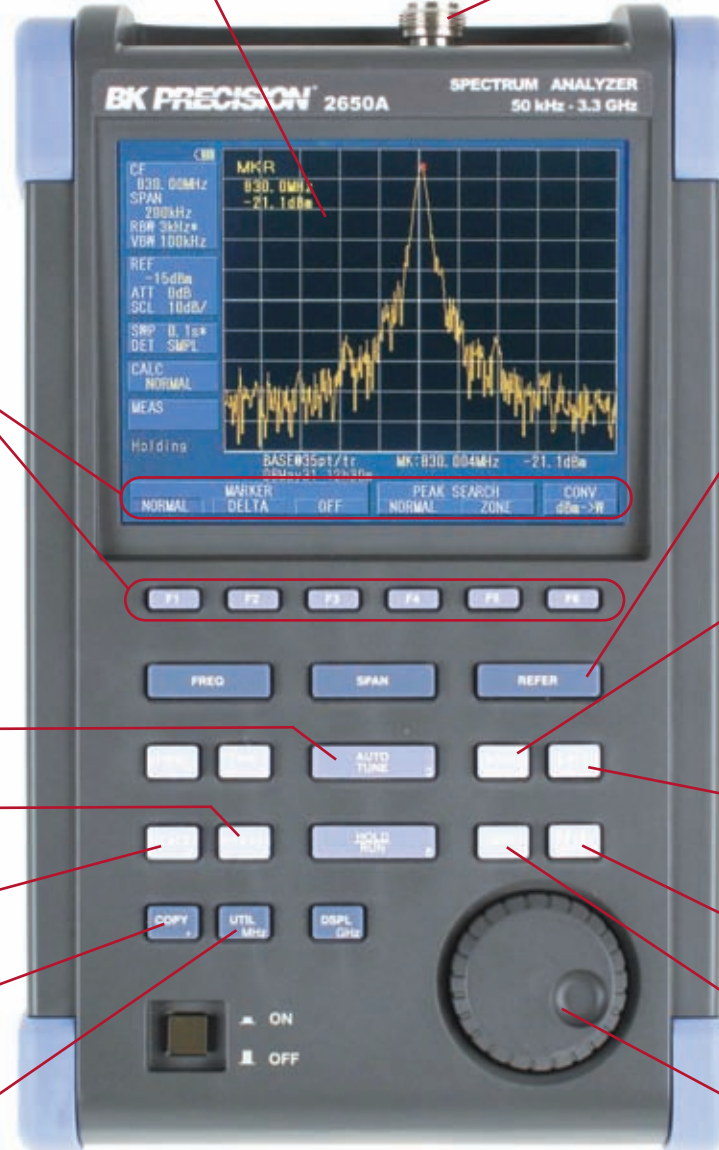 BK PRECISION 2650A
SPECTRUM ANALYZER
50 kHz - 3.3 GHz
CF
830.00MHz
SPAN
200kHz
RBW 3kHz*
VBW 100kHz
REF
-15dBm
ATT 0dB
SCL 10dB/
SWP 0.1s*
DET SMPL
CALC
NORMAL
MEAS
Holding
MKR
830.0MHz
-21.1dBm
MK:830.004MHz -21.1dBm
MARKER
NORMAL DELTA OFF
PEAK SEARCH
NORMAL ZONE
CONV
dBm->W
F1 F2 F3 F4 F5 F6
FREQ SPAN REFER
AUTO
TUNE
HOLD
RUN
COPY
UTIL
MHz
DSPL
GHz
ON
OFF